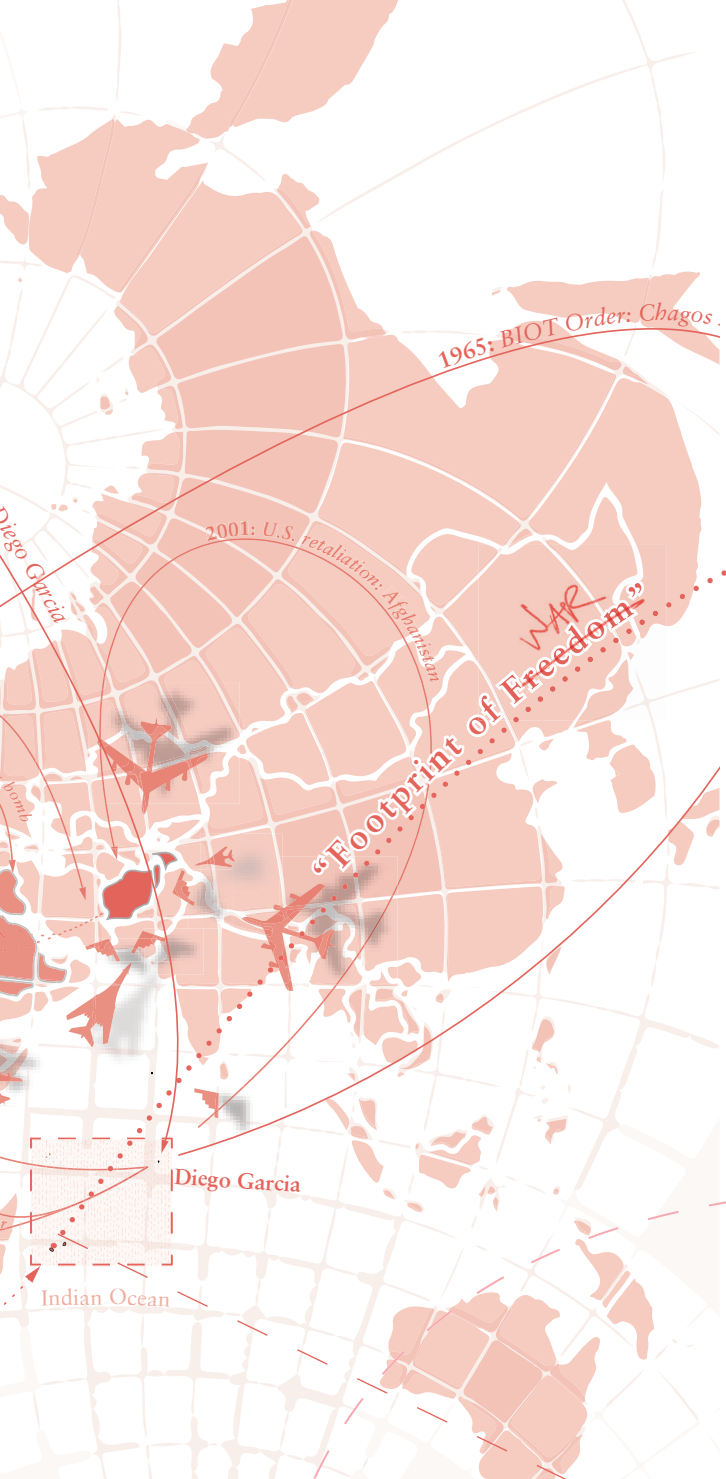 1965: BIOT Order: Chagos
Diego Garcia
2001: U.S. retaliation: Afghanistan
WAR
“Footprint of Freedom”
bomb
Diego Garcia
Indian Ocean